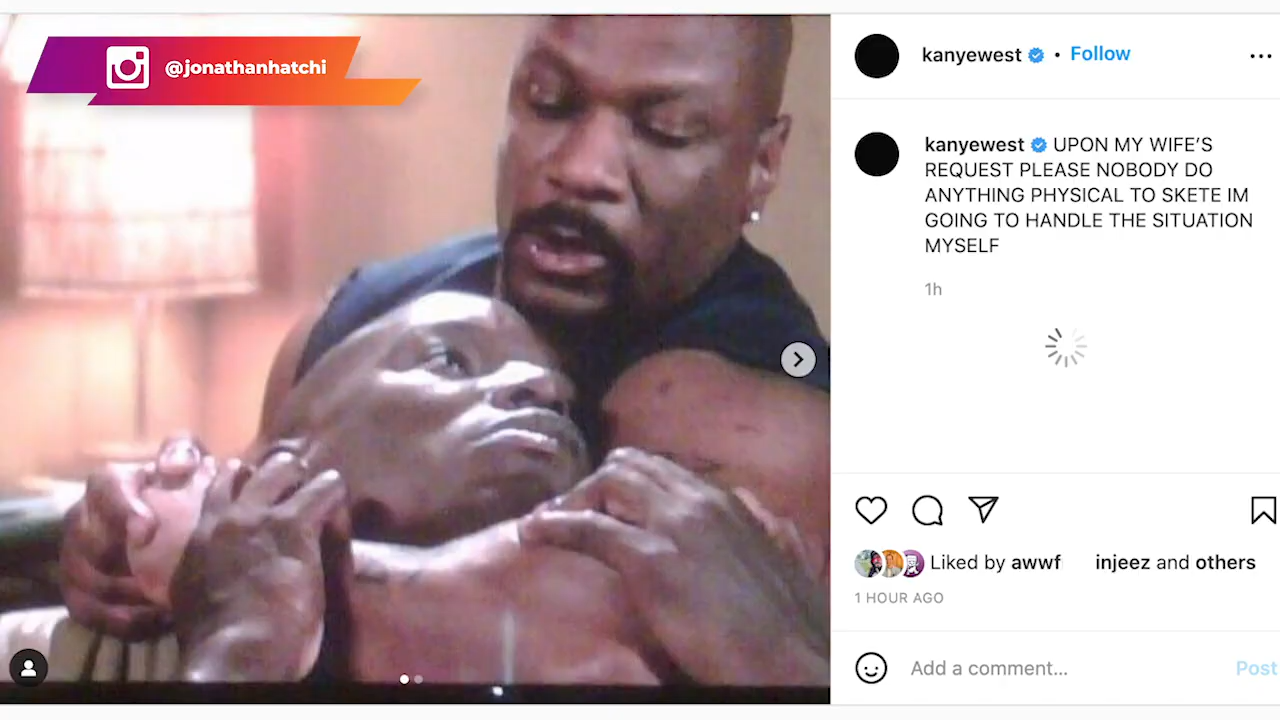 @jonathanhatchi
kanyewest • Follow
kanyewest UPON MY WIFE’S
REQUEST PLEASE NOBODY DO
ANYTHING PHYSICAL TO SKETE IM
GOING TO HANDLE THE SITUATION
MYSELF
1h
Liked by awwf injeez and others
1 HOUR AGO
Add a comment... Post